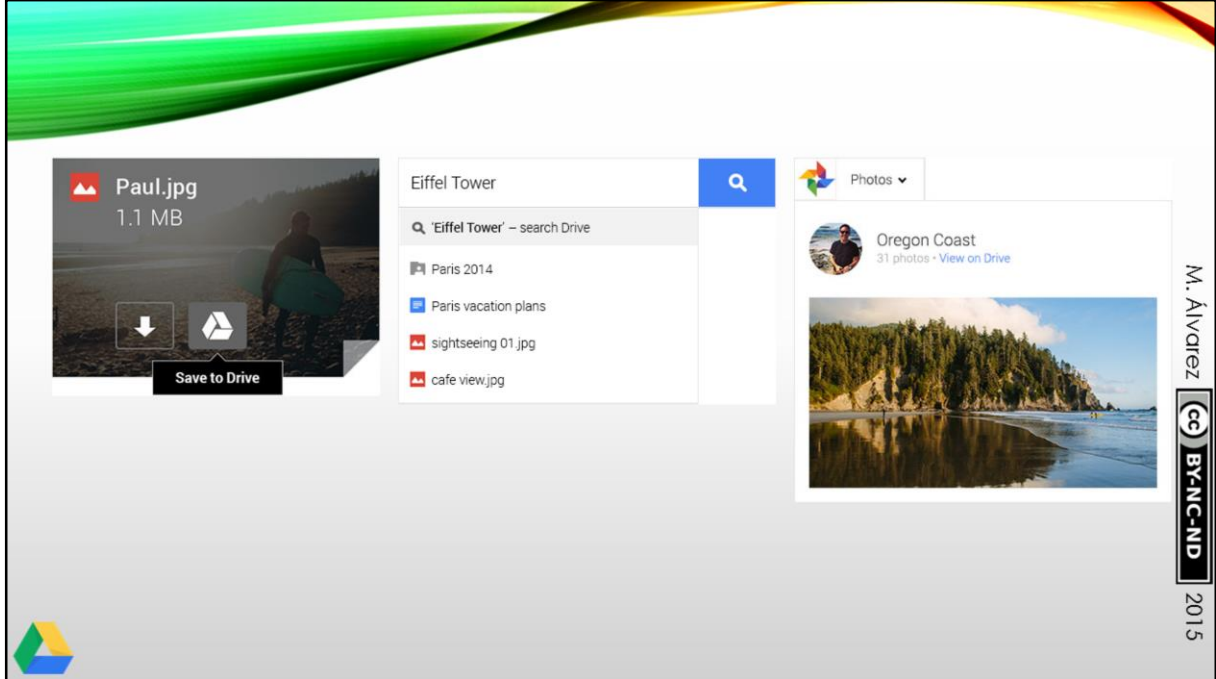 Paul.jpg
1.1 MB
Save to Drive
Eiffel Tower
'Eiffel Tower' – search Drive
Paris 2014
Paris vacation plans
sightseeing 01.jpg
cafe view.jpg
Photos
Oregon Coast
31 photos • View on Drive
M. Álvarez cc BY-NC-ND 2015